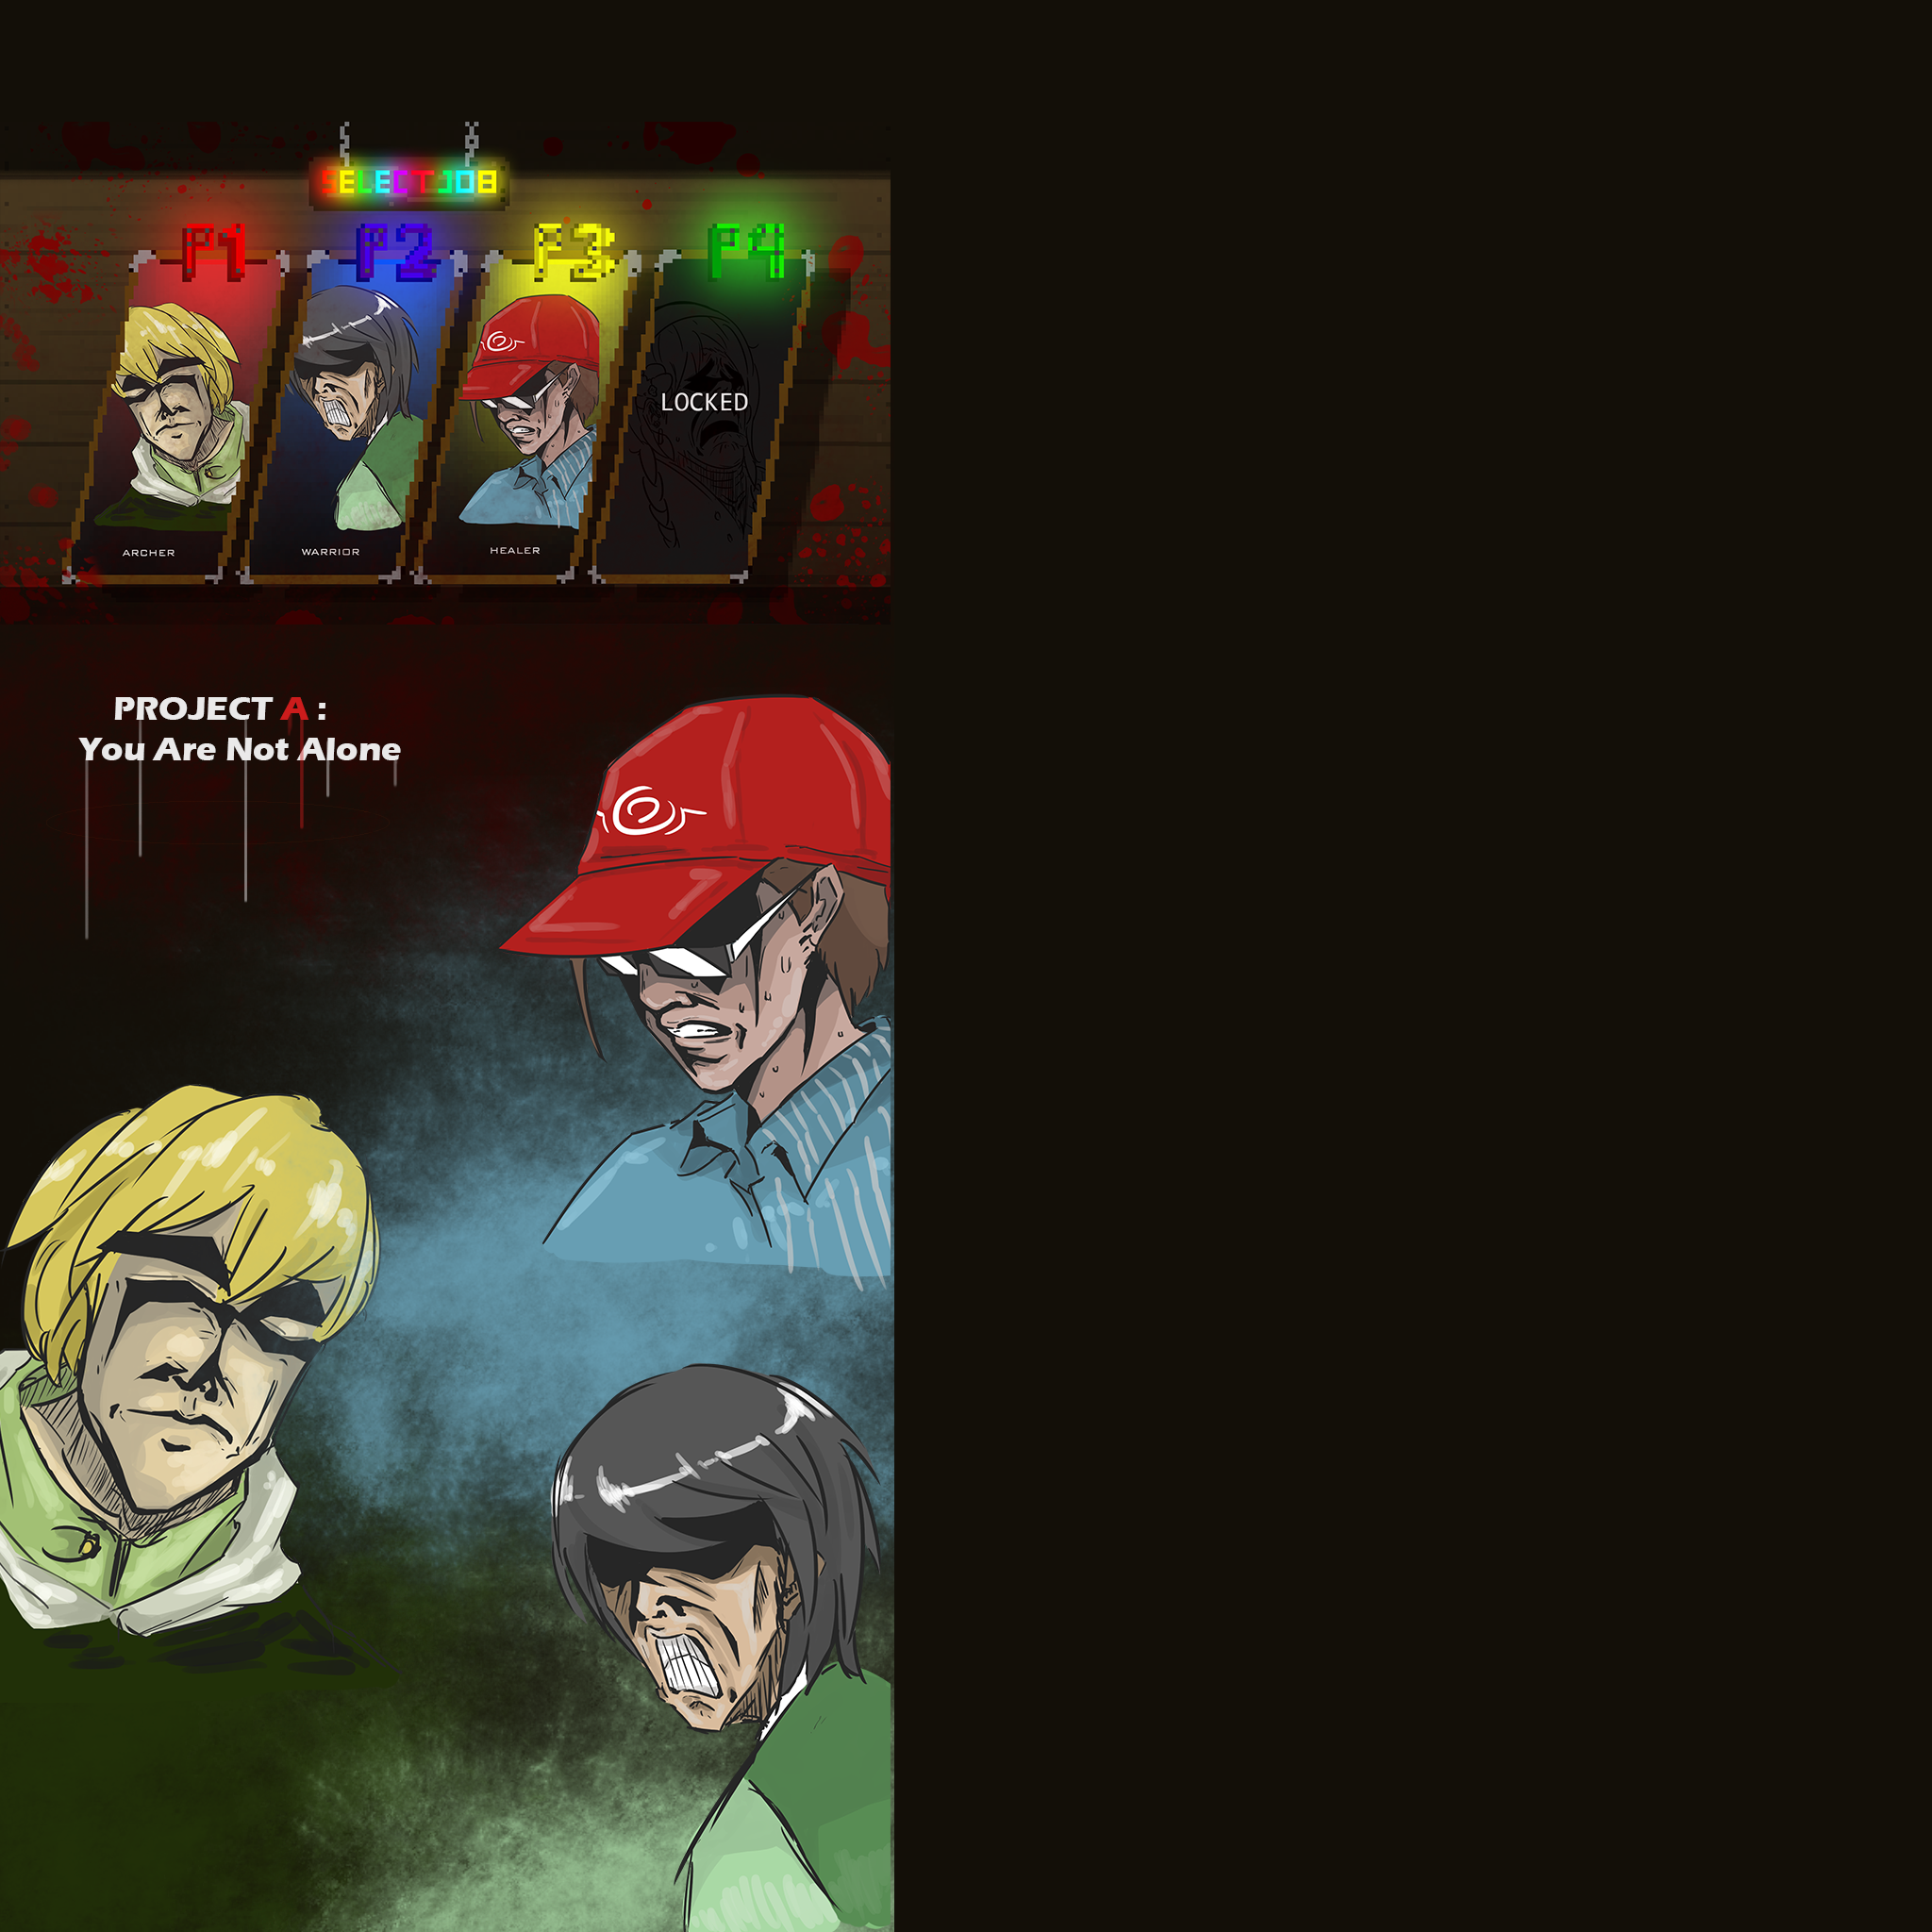 SELECT JOB
P1 P2 P3 P4
LOCKED
ARCHER WARRIOR HEALER
PROJECT A :
You Are Not Alone